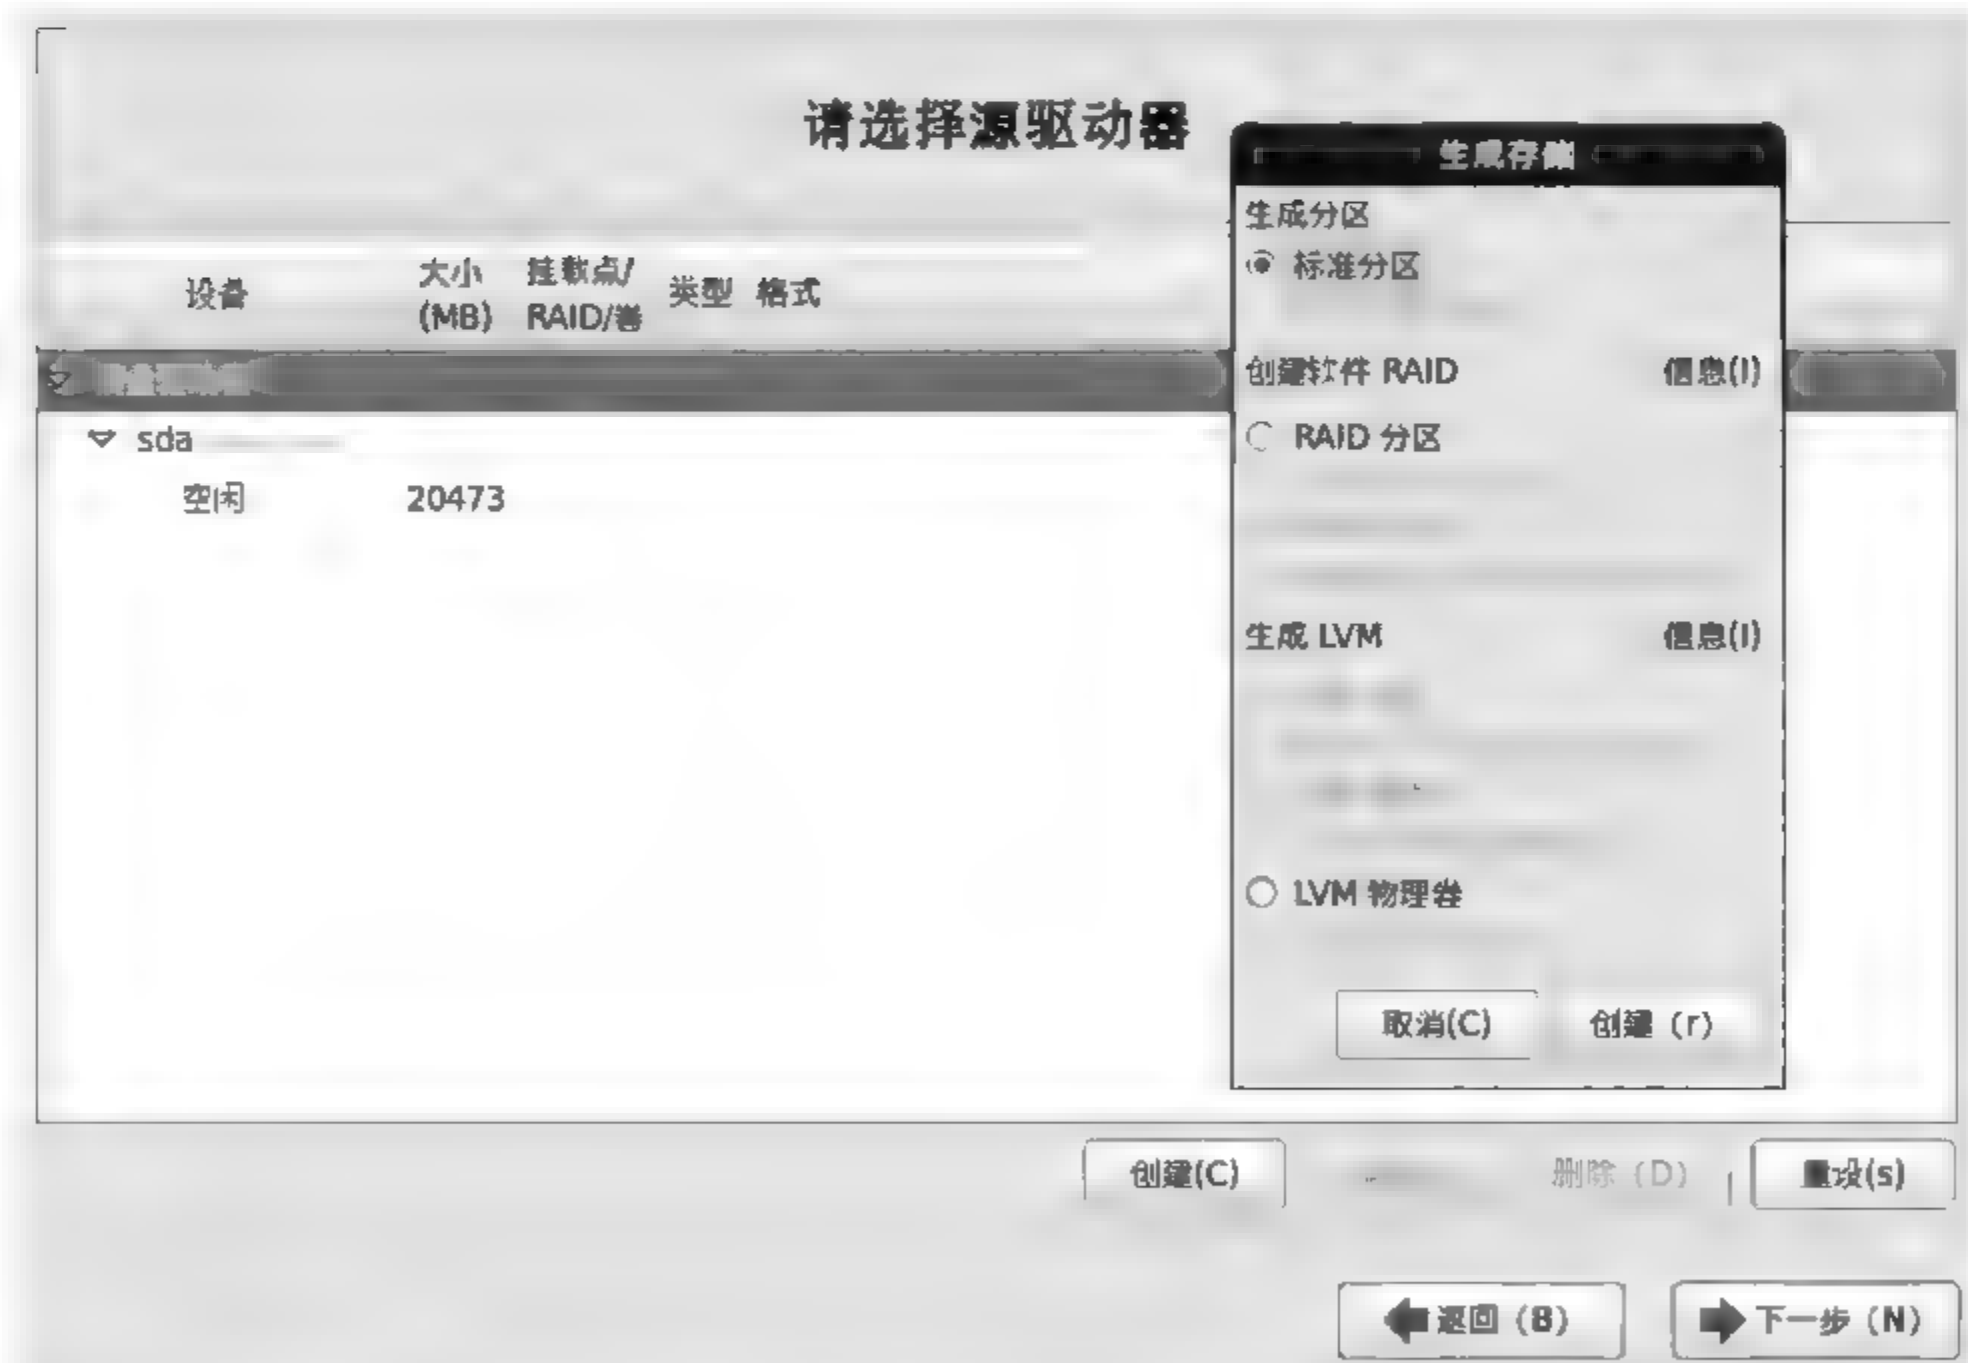 请选择源驱动器
设备
大小
(MB)
挂载点/
RAID/卷
类型
格式
sda
空闲
20473
生成存储
生成分区
标准分区
创建软件 RAID
信息(I)
RAID 分区
生成 LVM
信息(I)
LVM 物理卷
取消(C)
创建（r)
创建(C)
删除（D）
重设(s)
返回（B）
下一步（N）